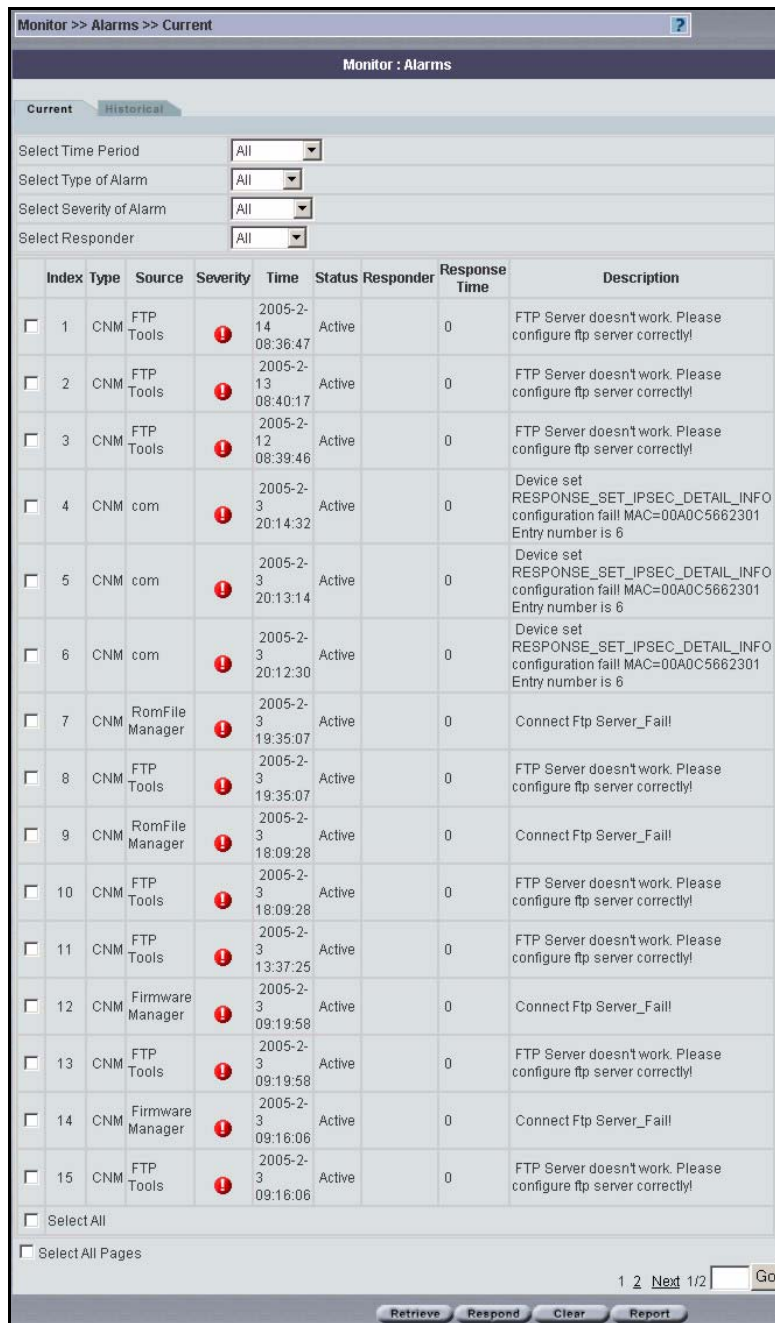 Monitor >> Alarms >> Current
?
Monitor : Alarms
Current Historical
Select Time Period All
Select Type of Alarm All
Select Severity of Alarm All
Select Responder All
Index Type Source Severity Time Status Responder Response Time Description
1 CNM FTP Tools 2005-2-14 08:36:47 Active 0 FTP Server doesn't work. Please configure ftp server correctly!
2 CNM FTP Tools 2005-2-13 08:40:17 Active 0 FTP Server doesn't work. Please configure ftp server correctly!
3 CNM FTP Tools 2005-2-12 08:39:46 Active 0 FTP Server doesn't work. Please configure ftp server correctly!
4 CNM com 2005-2-3 20:14:32 Active 0 Device set RESPONSE_SET_IPSEC_DETAIL_INFO configuration fail! MAC=00A0C5662301 Entry number is 6
5 CNM com 2005-2-3 20:13:14 Active 0 Device set RESPONSE_SET_IPSEC_DETAIL_INFO configuration fail! MAC=00A0C5662301 Entry number is 6
6 CNM com 2005-2-3 20:12:30 Active 0 Device set RESPONSE_SET_IPSEC_DETAIL_INFO configuration fail! MAC=00A0C5662301 Entry number is 6
7 CNM RomFile Manager 2005-2-3 19:35:07 Active 0 Connect Ftp Server_Fail!
8 CNM FTP Tools 2005-2-3 19:35:07 Active 0 FTP Server doesn't work. Please configure ftp server correctly!
9 CNM RomFile Manager 2005-2-3 18:09:28 Active 0 Connect Ftp Server_Fail!
10 CNM FTP Tools 2005-2-3 18:09:28 Active 0 FTP Server doesn't work. Please configure ftp server correctly!
11 CNM FTP Tools 2005-2-3 13:37:25 Active 0 FTP Server doesn't work. Please configure ftp server correctly!
12 CNM Firmware Manager 2005-2-3 09:19:58 Active 0 Connect Ftp Server_Fail!
13 CNM FTP Tools 2005-2-3 09:19:58 Active 0 FTP Server doesn't work. Please configure ftp server correctly!
14 CNM Firmware Manager 2005-2-3 09:16:06 Active 0 Connect Ftp Server_Fail!
15 CNM FTP Tools 2005-2-3 09:16:06 Active 0 FTP Server doesn't work. Please configure ftp server correctly!
Select All
Select All Pages
1 2 Next 1/2 Go
Retrieve Respond Clear Report